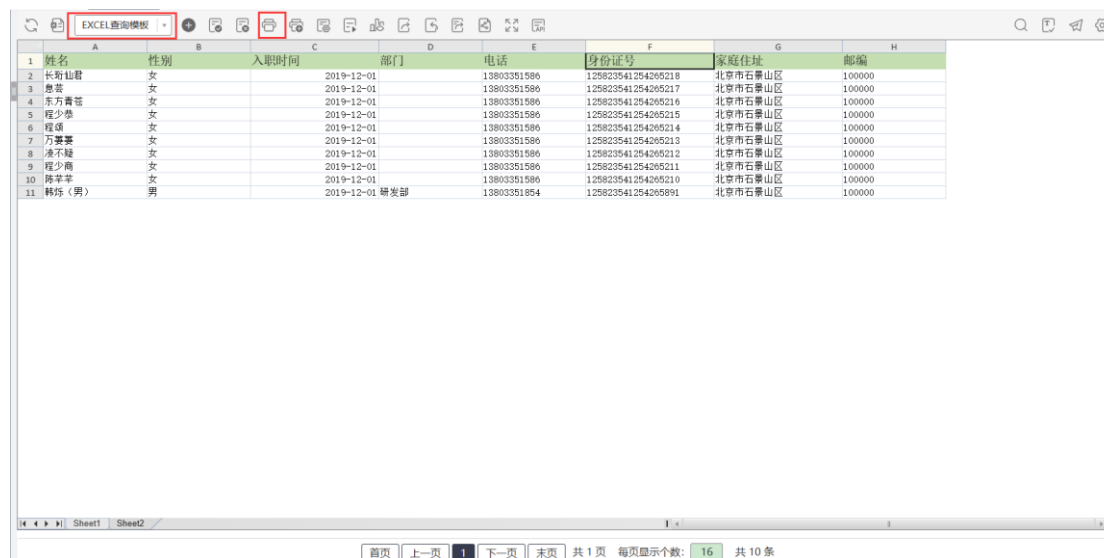 EXCEL查询模板
A B C D E F G H
1 姓名 性别 入职时间 部门 电话 身份证号 家庭住址 邮编
2 长珩仙君 女 2019-12-01 13803351586 125823541254265218 北京市石景山区 100000
3 息芸 女 2019-12-01 13803351586 125823541254265217 北京市石景山区 100000
4 东方青苍 女 2019-12-01 13803351586 125823541254265216 北京市石景山区 100000
5 程少恭 女 2019-12-01 13803351586 125823541254265215 北京市石景山区 100000
6 程颂 女 2019-12-01 13803351586 125823541254265214 北京市石景山区 100000
7 万萋萋 女 2019-12-01 13803351586 125823541254265213 北京市石景山区 100000
8 凌不疑 女 2019-12-01 13803351586 125823541254265212 北京市石景山区 100000
9 程少商 女 2019-12-01 13803351586 125823541254265211 北京市石景山区 100000
10 陈芊芊 女 2019-12-01 13803351586 125823541254265210 北京市石景山区 100000
11 韩烁（男） 男 2019-12-01 研发部 13803351854 125823541254265891 北京市石景山区 100000
Sheet1 Sheet2
首页 上一页 1 下一页 末页 共 1 页 每页显示个数: 16 共 10 条